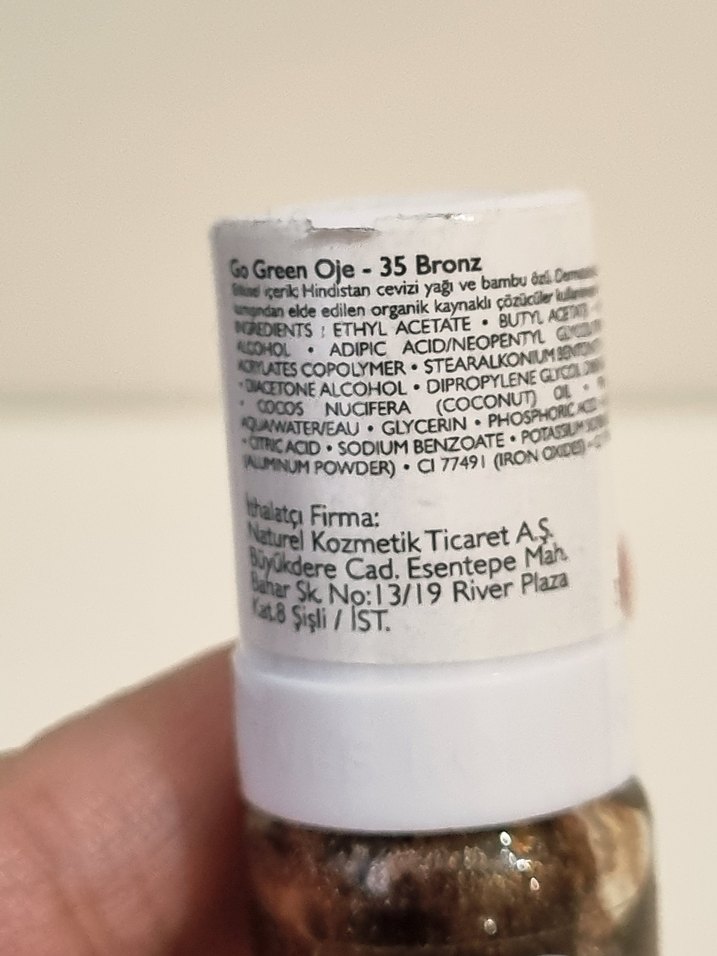 Go Green Oje - 35 Bronz
içerik; Hindistan cevizi yağı ve bambu özü.
elde edilen organik kaynaklı çözücüler
INGREDIENTS : ETHYL ACETATE • BUTYL ACETATE
ALCOHOL • ADIPIC ACID/NEOPENTYL GLYCOL
ACRYLATES COPOLYMER • STEARALKONIUM
• DIACETONE ALCOHOL • DIPROPYLENE GLYCOL
• COCOS NUCIFERA (COCONUT) OIL •
AQUA/WATER/EAU • GLYCERIN • PHOSPHORIC ACID
• CITRIC ACID • SODIUM BENZOATE • POTASSIUM
(ALUMINUM POWDER) • CI 77491 (IRON OXIDES) •
İthalatçı Firma:
Naturel Kozmetik Ticaret A.Ş.
Büyükdere Cad. Esentepe Mah.
Bahar Sk. No:13/19 River Plaza
Kat.8 Şişli / İST.